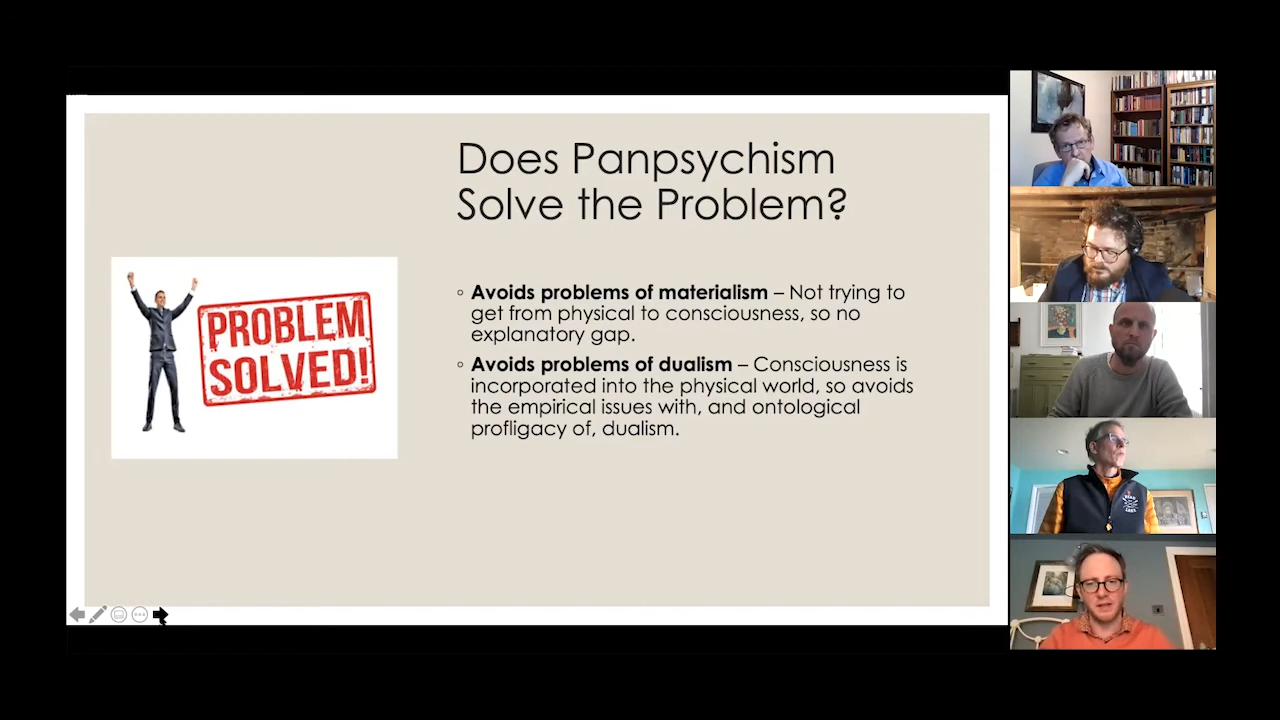 Does Panpsychism
Solve the Problem?
PROBLEM
SOLVED!
◦ Avoids problems of materialism – Not trying to
get from physical to consciousness, so no
explanatory gap.
◦ Avoids problems of dualism – Consciousness is
incorporated into the physical world, so avoids
the empirical issues with, and ontological
profligacy of, dualism.